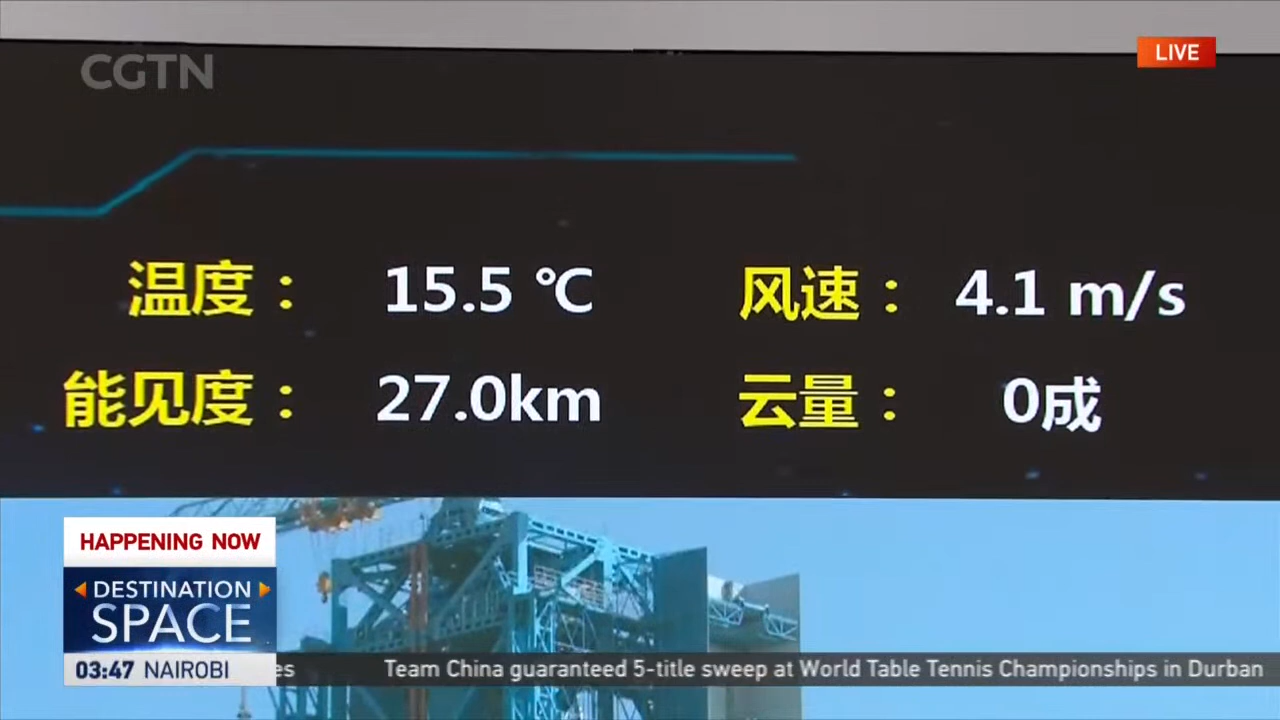 CGTN
LIVE
温度： 15.5 ℃ 风速： 4.1 m/s
能见度： 27.0km 云量： 0成
HAPPENING NOW
DESTINATION
SPACE
03:47 NAIROBI
es Team China guaranteed 5-title sweep at World Table Tennis Championships in Durban